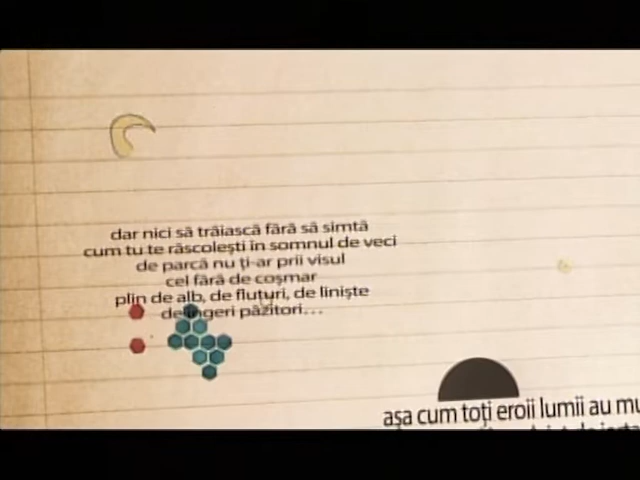 dar nici să trăiască fără să simtă
cum tu te răscolești în somnul de veci
de parcă nu ți-ar prii visul
cel fără de coșmar
plin de alb, de fluturi, de liniște
de îngeri păzitori...
așa cum toți eroii lumii au mu